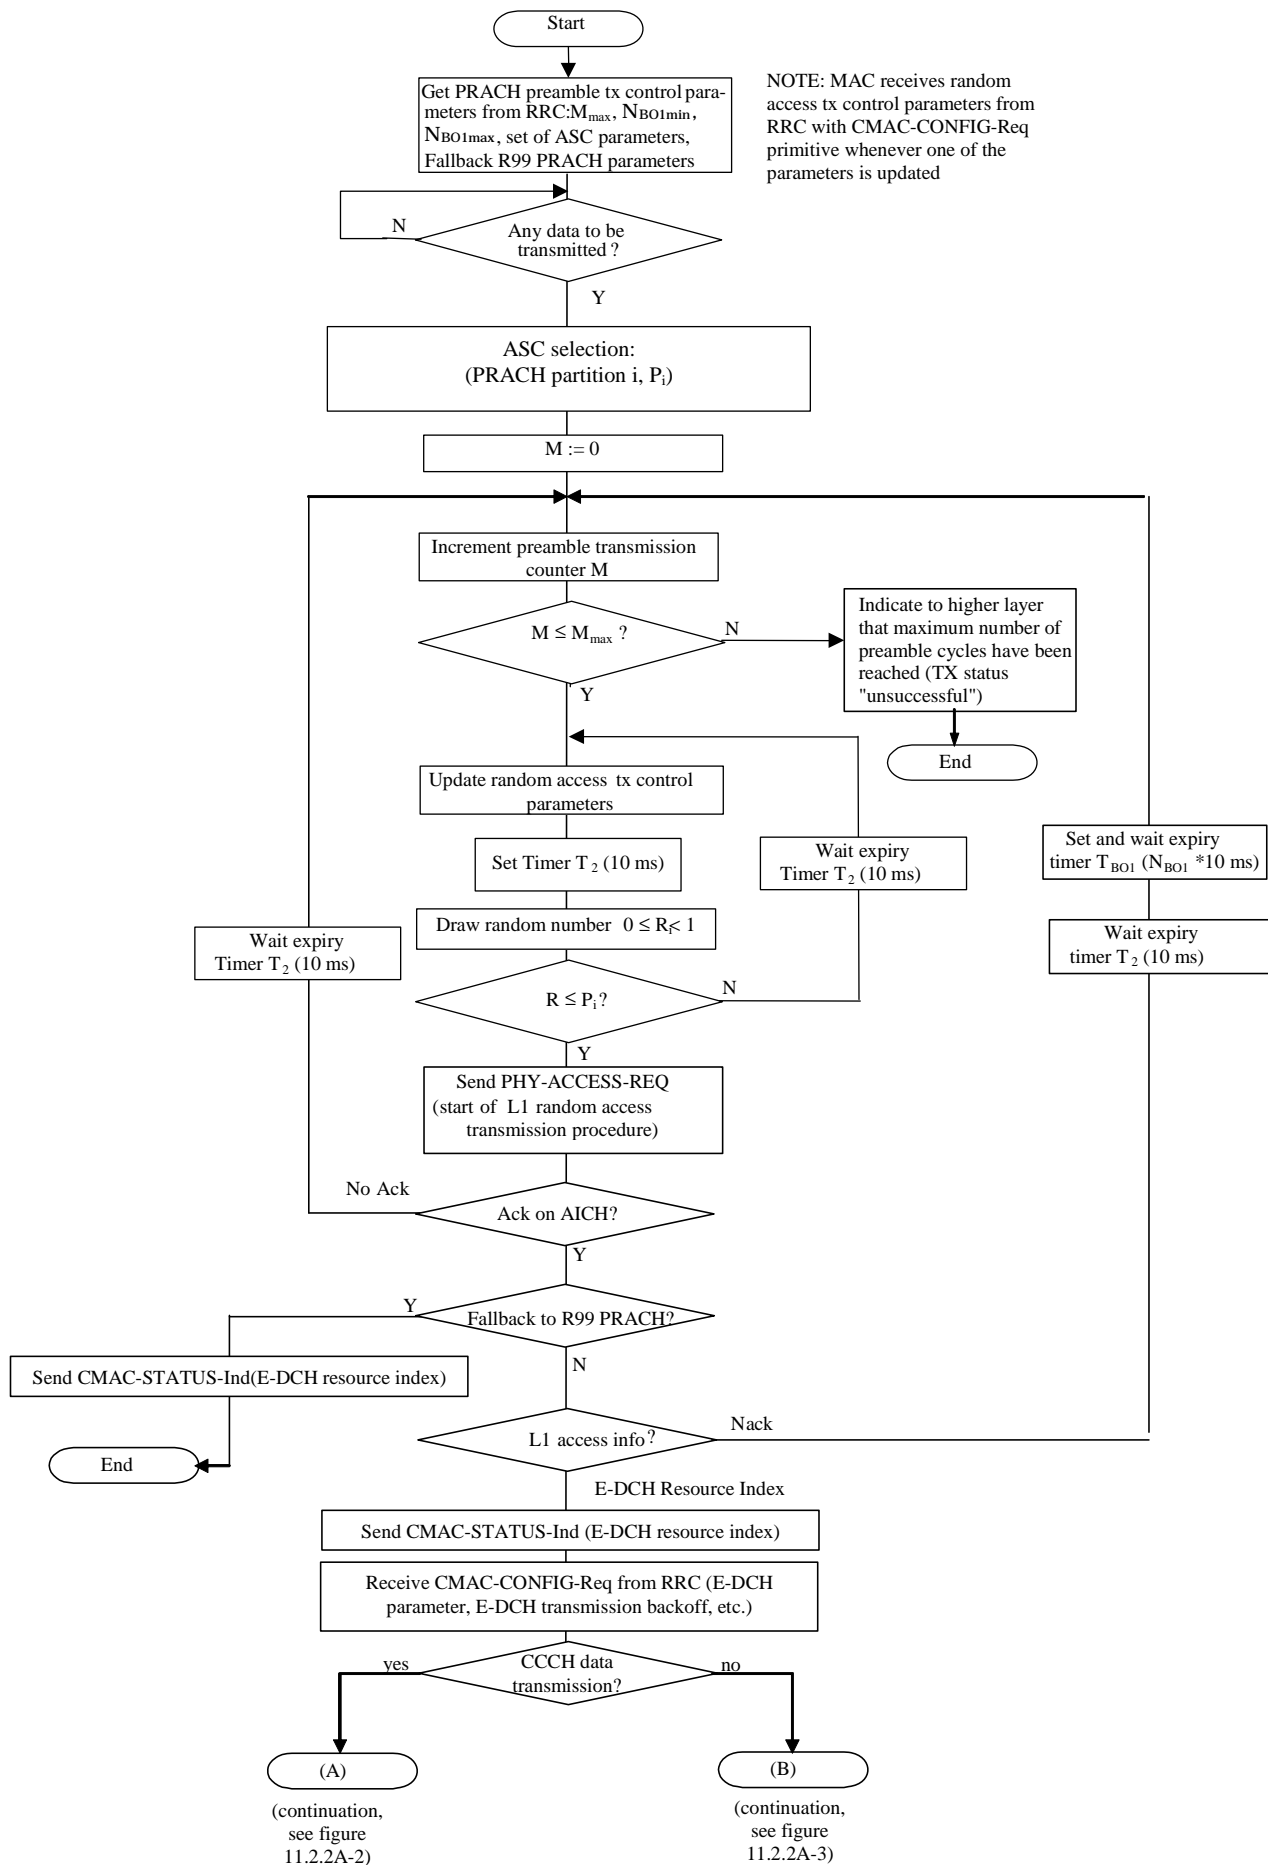 Start
Get PRACH preamble tx control para-
meters from RRC:Mmax, NBO1min,
NBO1max, set of ASC parameters,
Fallback R99 PRACH parameters
NOTE: MAC receives random
access tx control parameters from
RRC with CMAC-CONFIG-Req
primitive whenever one of the
parameters is updated
N
Any data to be
transmitted ?
Y
ASC selection:
(PRACH partition i, Pi)
M := 0
Increment preamble transmission
counter M
M ≤ Mmax ?
N
Y
Indicate to higher layer
that maximum number of
preamble cycles have been
reached (TX status
"unsuccessful")
End
Update random access tx control
parameters
Set Timer T2 (10 ms)
Wait expiry
Timer T2 (10 ms)
Set and wait expiry
timer TBO1 (NBO1 *10 ms)
Draw random number 0 ≤ Ri< 1
Wait expiry
Timer T2 (10 ms)
Wait expiry
timer T2 (10 ms)
R ≤ Pi?
N
Y
Send PHY-ACCESS-REQ
(start of L1 random access
transmission procedure)
No Ack
Ack on AICH?
Y
Y
Fallback to R99 PRACH?
N
Send CMAC-STATUS-Ind(E-DCH resource index)
End
L1 access info?
Nack
E-DCH Resource Index
Send CMAC-STATUS-Ind (E-DCH resource index)
Receive CMAC-CONFIG-Req from RRC (E-DCH
parameter, E-DCH transmission backoff, etc.)
yes
CCCH data
transmission?
no
(A)
(continuation,
see figure
11.2.2A-2)
(B)
(continuation,
see figure
11.2.2A-3)